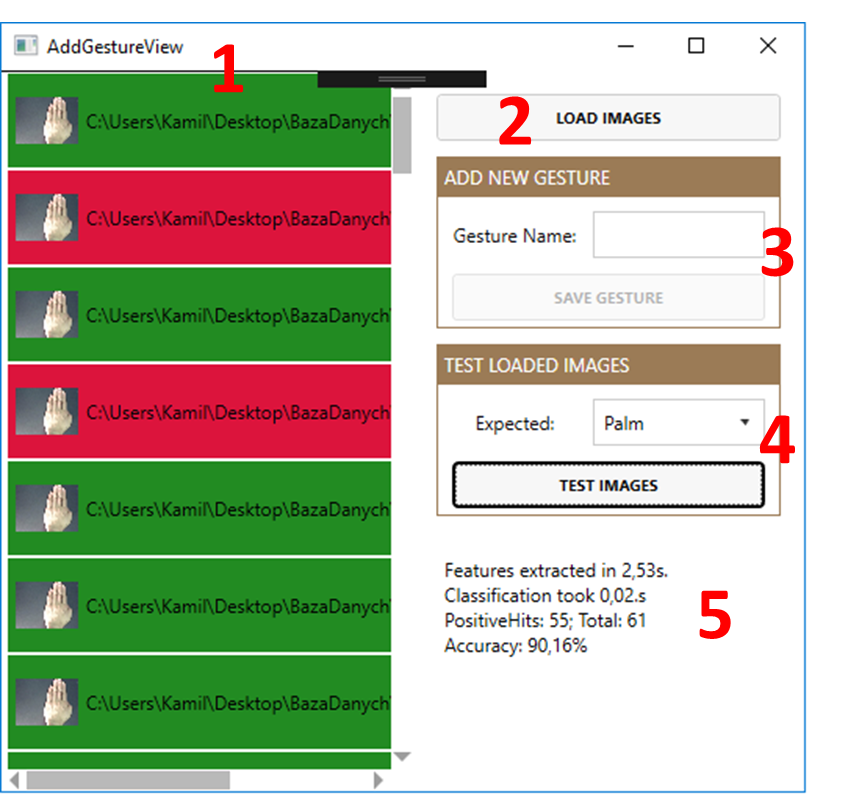 AddGestureView
1
C:\Users\Kamil\Desktop\BazaDanych
C:\Users\Kamil\Desktop\BazaDanych
C:\Users\Kamil\Desktop\BazaDanych
C:\Users\Kamil\Desktop\BazaDanych
C:\Users\Kamil\Desktop\BazaDanych
C:\Users\Kamil\Desktop\BazaDanych
C:\Users\Kamil\Desktop\BazaDanych
2
LOAD IMAGES
ADD NEW GESTURE
Gesture Name:
3
SAVE GESTURE
TEST LOADED IMAGES
Expected: Palm
4
TEST IMAGES
Features extracted in 2,53s.
Classification took 0,02.s
PositiveHits: 55; Total: 61
Accuracy: 90,16%
5